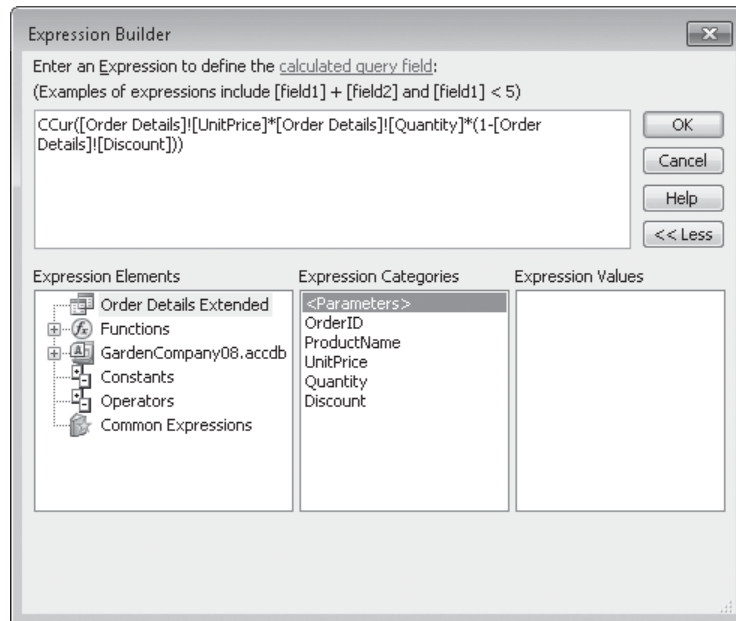 Expression Builder
Enter an Expression to define the calculated query field:
(Examples of expressions include [field1] + [field2] and [field1] < 5)
CCur([Order Details]![UnitPrice]*[Order Details]![Quantity]*(1-[Order
Details]![Discount]))
OK
Cancel
Help
<< Less
Expression Elements
Order Details Extended
Functions
GardenCompany08.accdb
Constants
Operators
Common Expressions
Expression Categories
<Parameters>
OrderID
ProductName
UnitPrice
Quantity
Discount
Expression Values